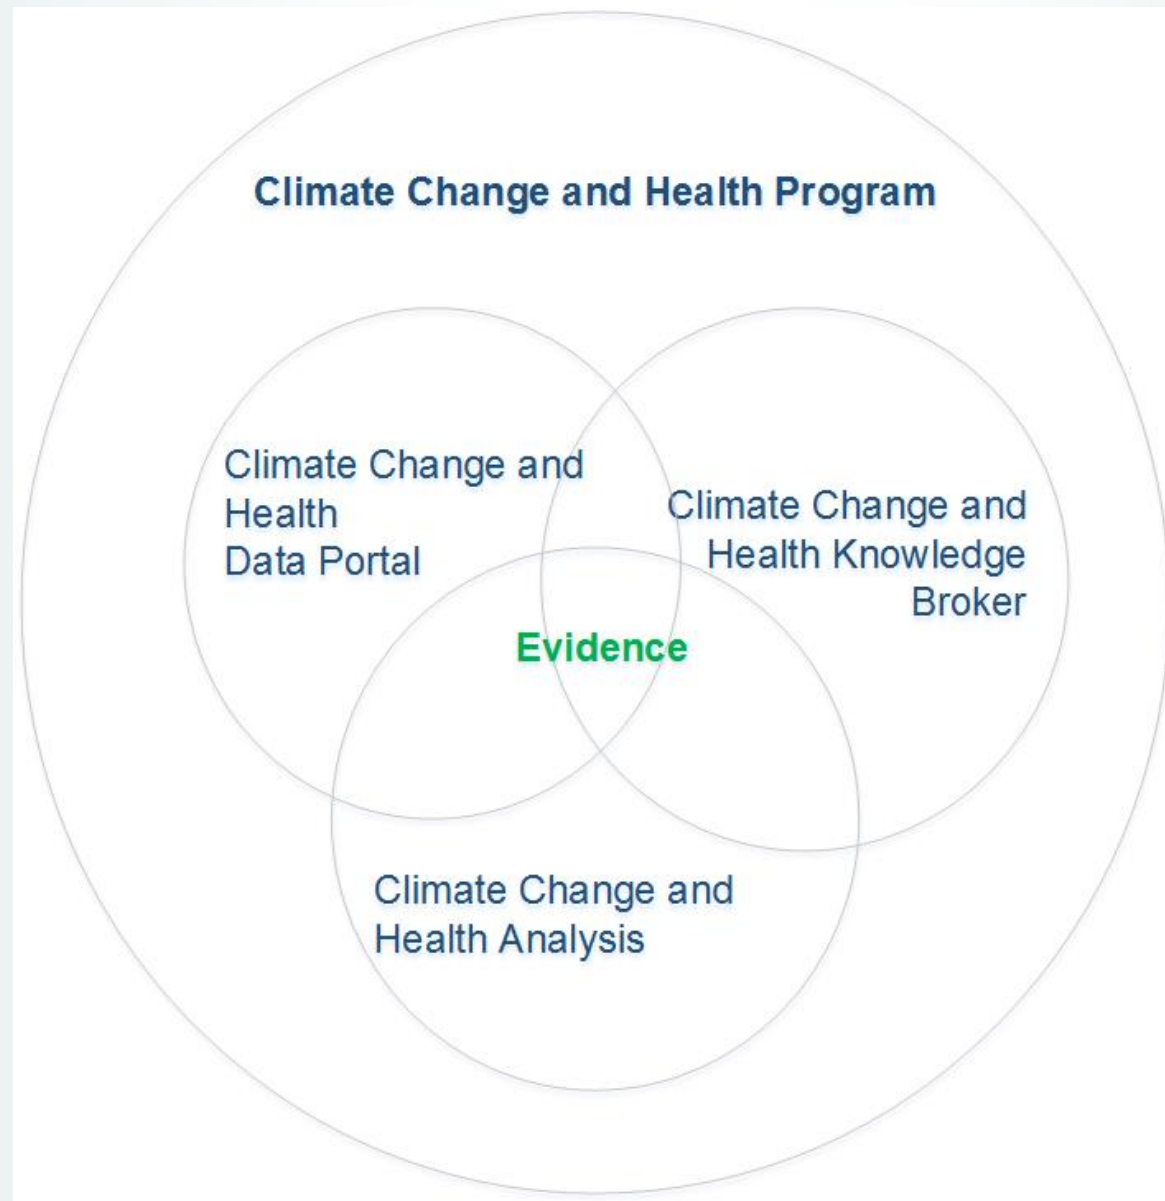 Climate Change and Health Program
Climate Change and
Health
Data Portal
Climate Change and
Health Knowledge
Broker
Evidence
Climate Change and
Health Analysis